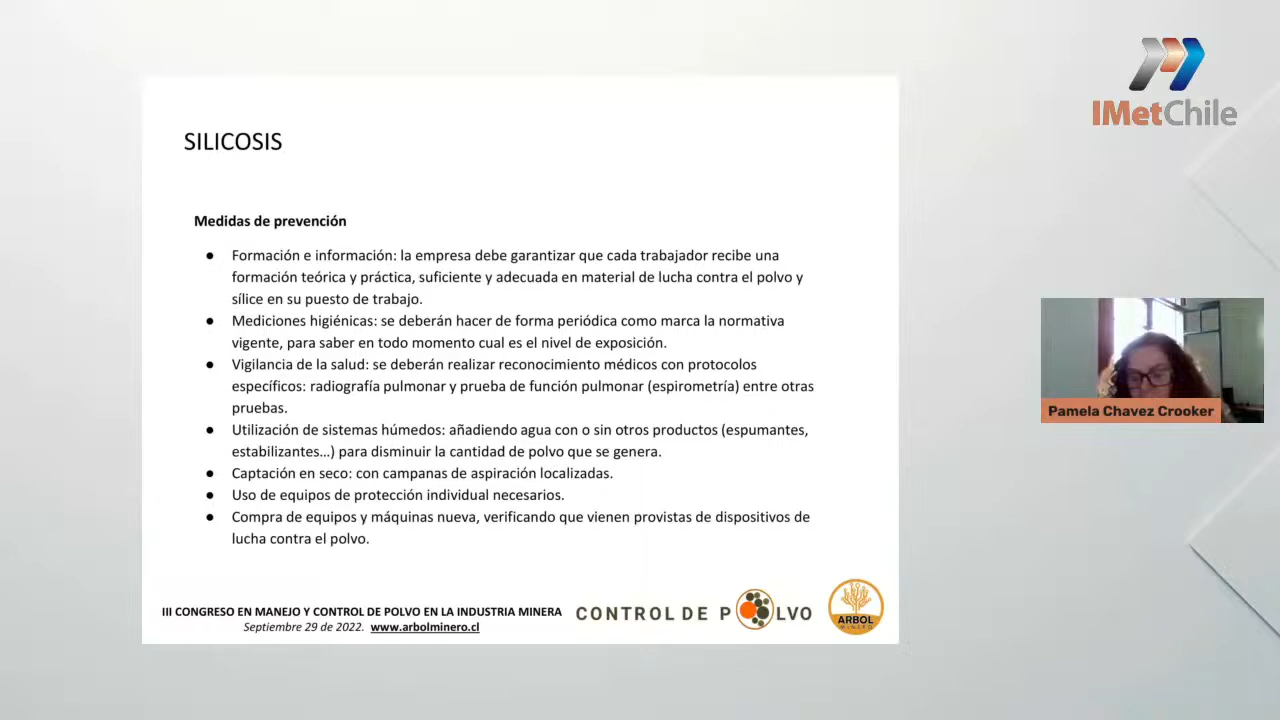 IMetChile
SILICOSIS
Medidas de prevención
● Formación e información: la empresa debe garantizar que cada trabajador recibe una
formación teórica y práctica, suficiente y adecuada en material de lucha contra el polvo y
sílice en su puesto de trabajo.
● Mediciones higiénicas: se deberán hacer de forma periódica como marca la normativa
vigente, para saber en todo momento cual es el nivel de exposición.
● Vigilancia de la salud: se deberán realizar reconocimiento médicos con protocolos
específicos: radiografía pulmonar y prueba de función pulmonar (espirometría) entre otras
pruebas.
● Utilización de sistemas húmedos: añadiendo agua con o sin otros productos (espumantes,
estabilizantes…) para disminuir la cantidad de polvo que se genera.
● Captación en seco: con campanas de aspiración localizadas.
● Uso de equipos de protección individual necesarios.
● Compra de equipos y máquinas nueva, verificando que vienen provistas de dispositivos de
lucha contra el polvo.
Pamela Chavez Crooker
III CONGRESO EN MANEJO Y CONTROL DE POLVO EN LA INDUSTRIA MINERA
Septiembre 29 de 2022. www.arbolminero.cl
CONTROL DE POLVO
ARBOL
MINERO